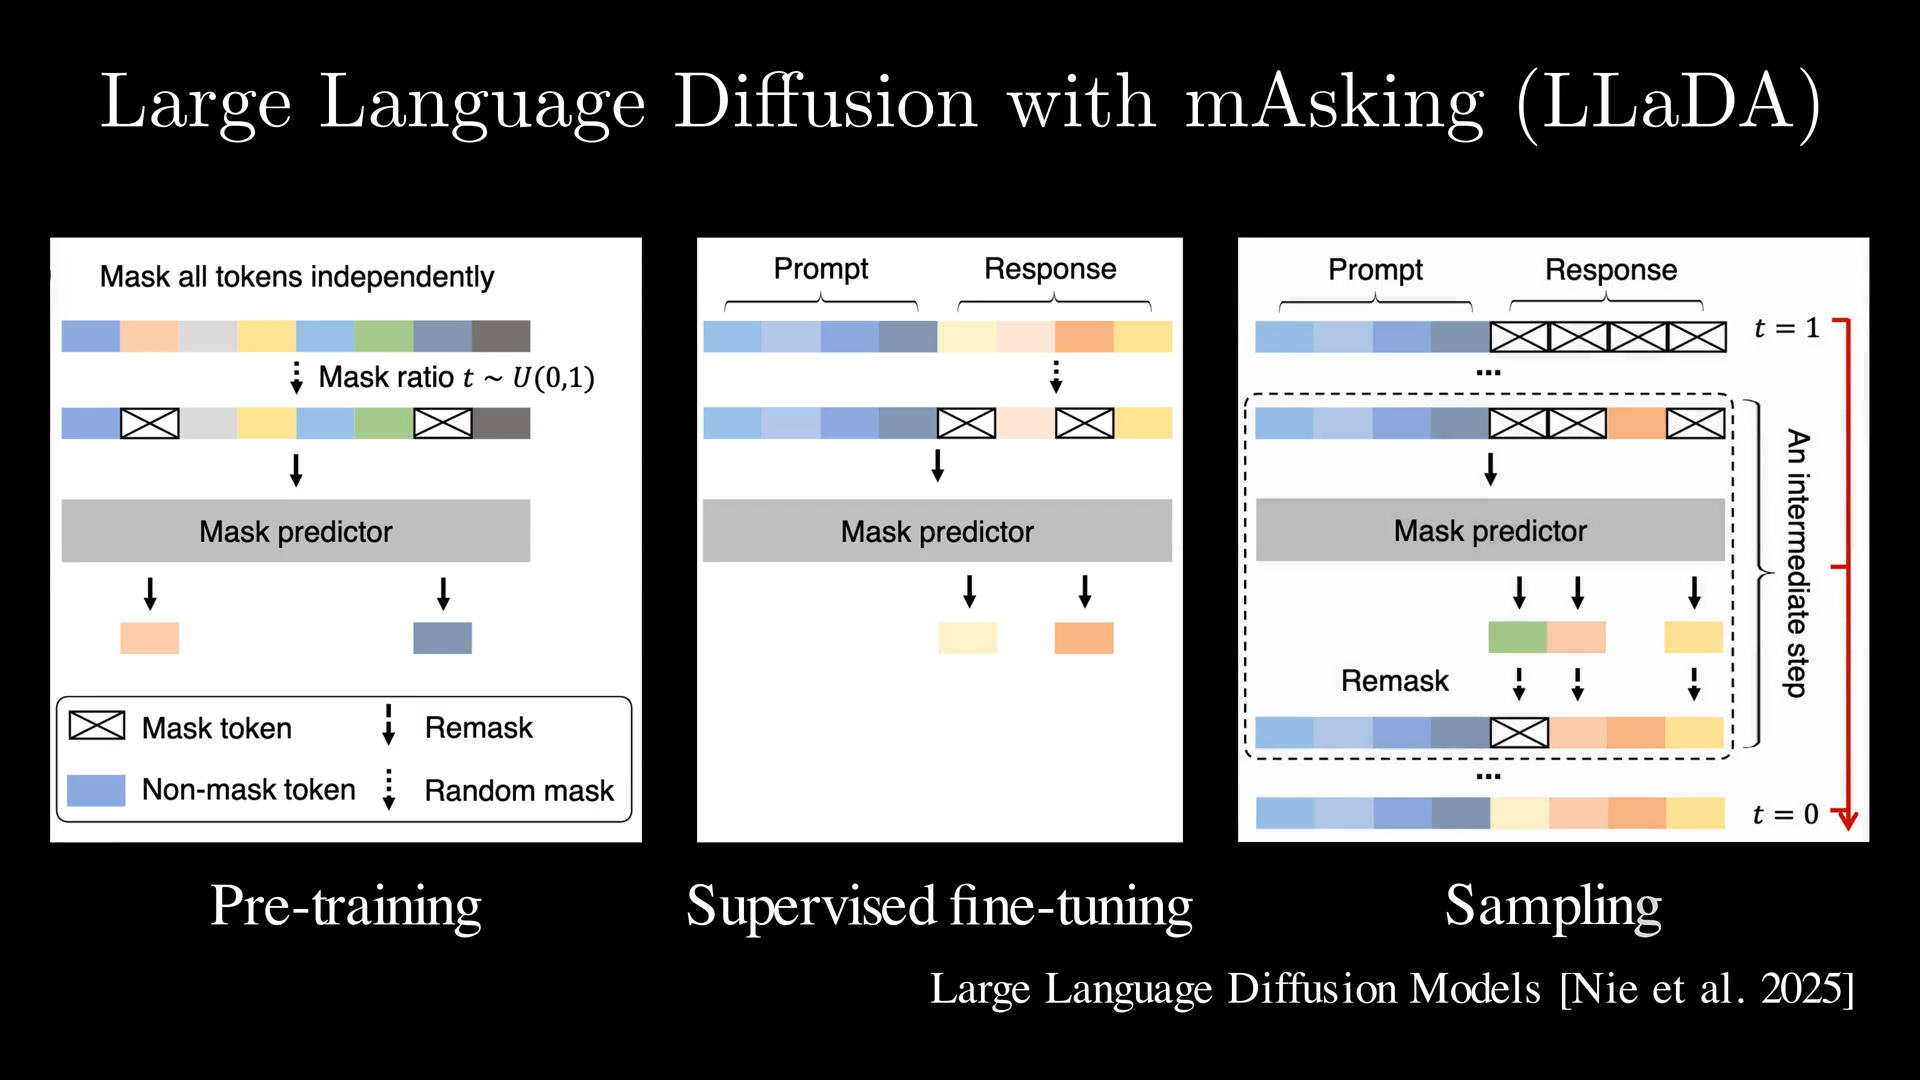 Large Language Diffusion with mAsking (LLaDA)
Mask all tokens independently
Mask ratio t ~ U(0,1)
Mask predictor
Mask token
Remask
Non-mask token
Random mask
Pre-training
Prompt
Response
Mask predictor
Supervised fine-tuning
Prompt
Response
t = 1
...
Mask predictor
Remask
An intermediate step
...
t = 0
Sampling
Large Language Diffusion Models [Nie et al. 2025]